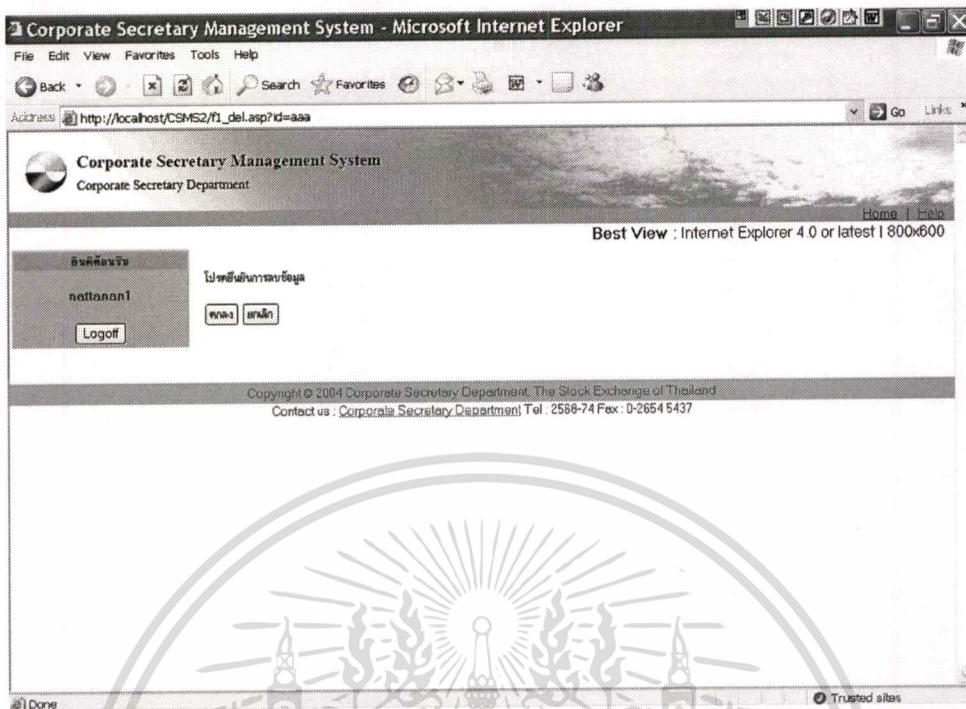 Corporate Secretary Management System - Microsoft Internet Explorer
File Edit View Favorites Tools Help
Back Search Favorites
Address http://localhost/CSMS2/f1_del.asp?id=aaa Go Links
Corporate Secretary Management System
Corporate Secretary Department
Home | Help
Best View : Internet Explorer 4.0 or latest | 800x600
ยินดีต้อนรับ
nattanan1
Logoff
โปรดยืนยันการลบข้อมูล
ตกลง ยกเลิก
Copyright © 2004 Corporate Secretary Department, The Stock Exchange of Thailand
Contact us : Corporate Secretary Department Tel : 2568-74 Fax : 0-2654 5437
Done Trusted sites